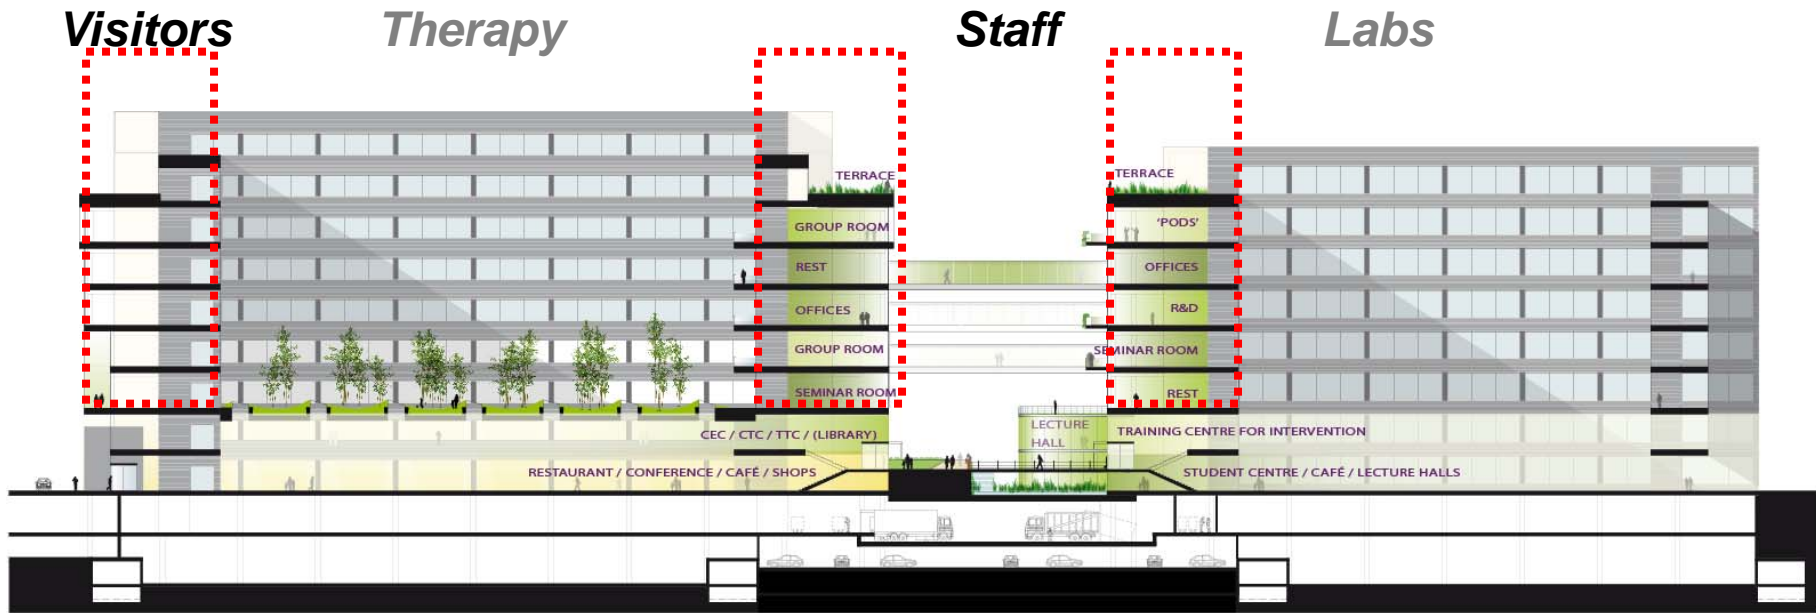 Visitors
Therapy
Staff
Labs
TERRACE
GROUP ROOM
REST
OFFICES
GROUP ROOM
SEMINAR ROOM
CEC / CTC / TTC / (LIBRARY)
RESTAURANT / CONFERENCE / CAFÉ / SHOPS
LECTURE
HALL
TERRACE
‘PODS’
OFFICES
R&D
SEMINAR ROOM
REST
TRAINING CENTRE FOR INTERVENTION
STUDENT CENTRE / CAFÉ / LECTURE HALLS